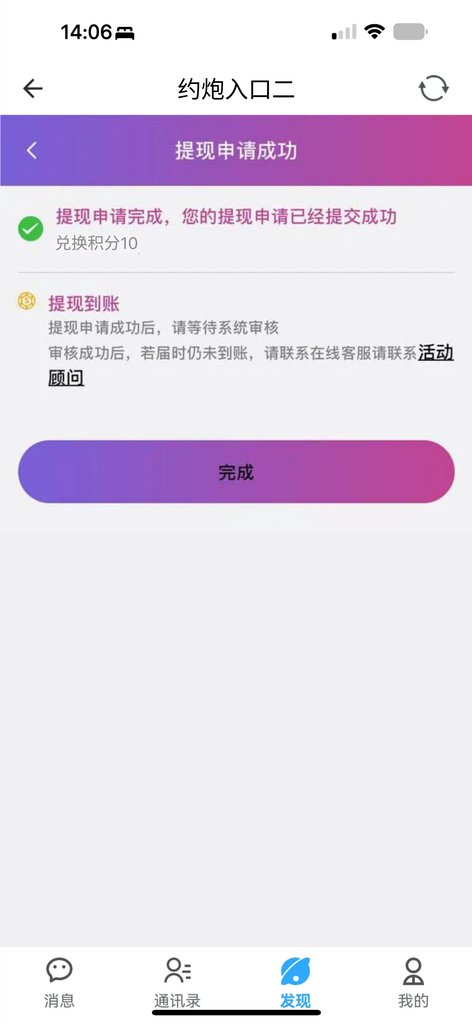 14:06
约炮入口二
提现申请成功
提现申请完成，您的提现申请已经提交成功
兑换积分10
提现到账
提现申请成功后，请等待系统审核
审核成功后，若届时仍未到账，请联系在线客服请联系活动
顾问
完成
消息
通讯录
发现
我的